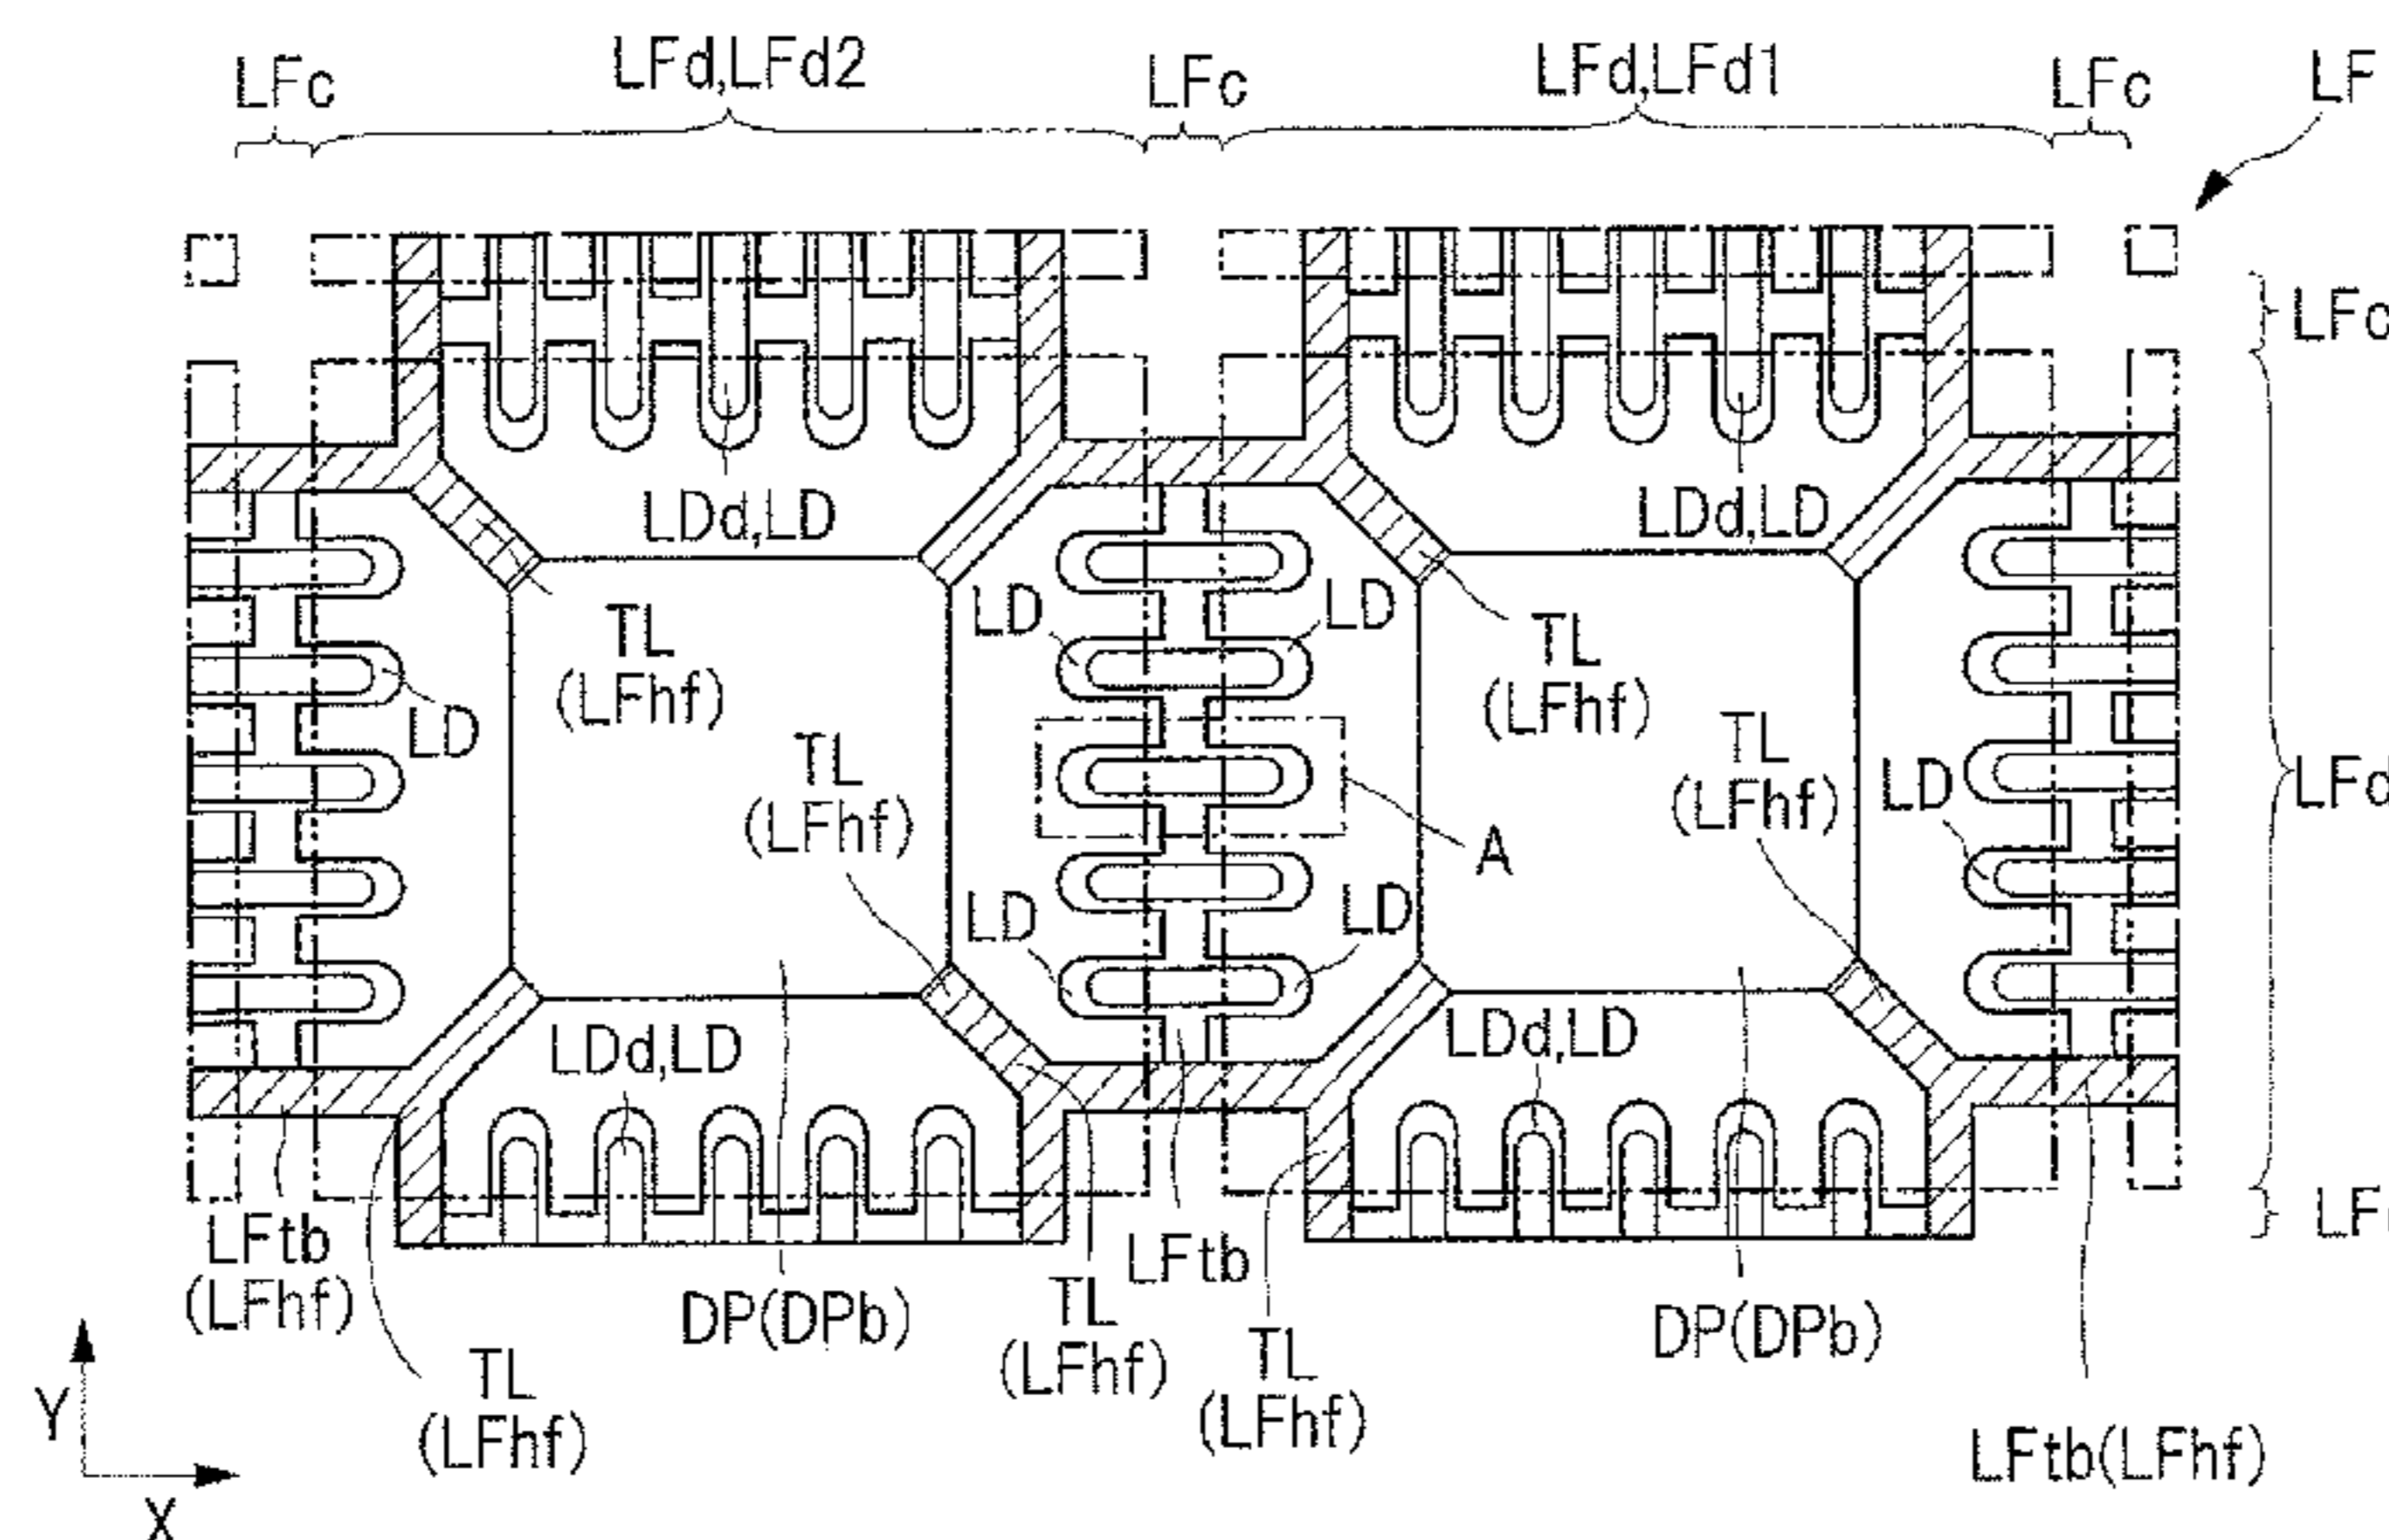 LFc
LFd,LFd2
LFc
LFd,LFd1
LFc
LF
LFc
LDd,LD
LDd,LD
LD
LD
TL
(LFhf)
TL
(LFhf)
LD
TL
(LFhf)
TL
(LFhf)
LD
LFd
A
LD
LD
LDd,LD
LDd,LD
LFtb
(LFhf)
LFtb
DP(DPb)
TL
(LFhf)
TL
(LFhf)
DP(DPb)
TL
(LFhf)
LFtb(LFhf)
Y
X